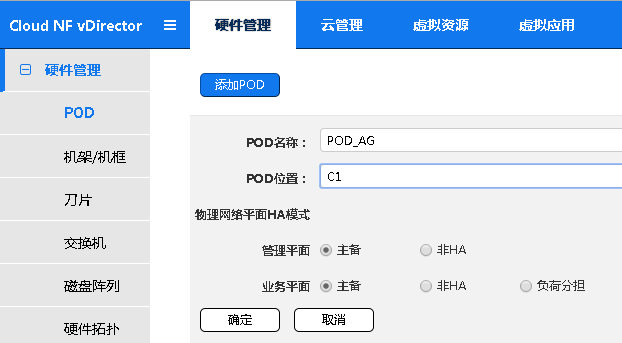 Cloud NF vDirector ≡ 硬件管理 云管理 虚拟资源 虚拟应用
硬件管理
POD
机架/机框
刀片
交换机
磁盘阵列
硬件拓扑
添加POD
POD名称： POD_AG
POD位置： C1
物理网络平面HA模式
管理平面 主备 非HA
业务平面 主备 非HA 负荷分担
确定 取消